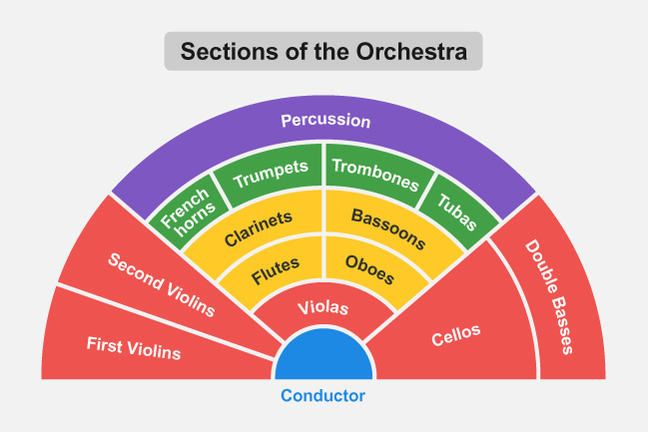 Sections of the Orchestra
Percussion
French
horns
Trumpets
Trombones
Tubas
Clarinets
Bassoons
Flutes
Oboes
Second Violins
First Violins
Violas
Cellos
Double Basses
Conductor